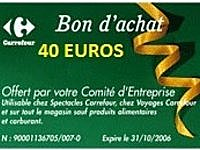 Bon d'achat
Carrefour
40 EUROS
Offert par votre Comité d'Entreprise
Utilisable chez Spectacles Carrefour, chez Voyages Carrefour
et sur tout le magasin sauf produits alimentaires
et carburant.
N : 90001136705/007-0 Expire le 31/10/2006